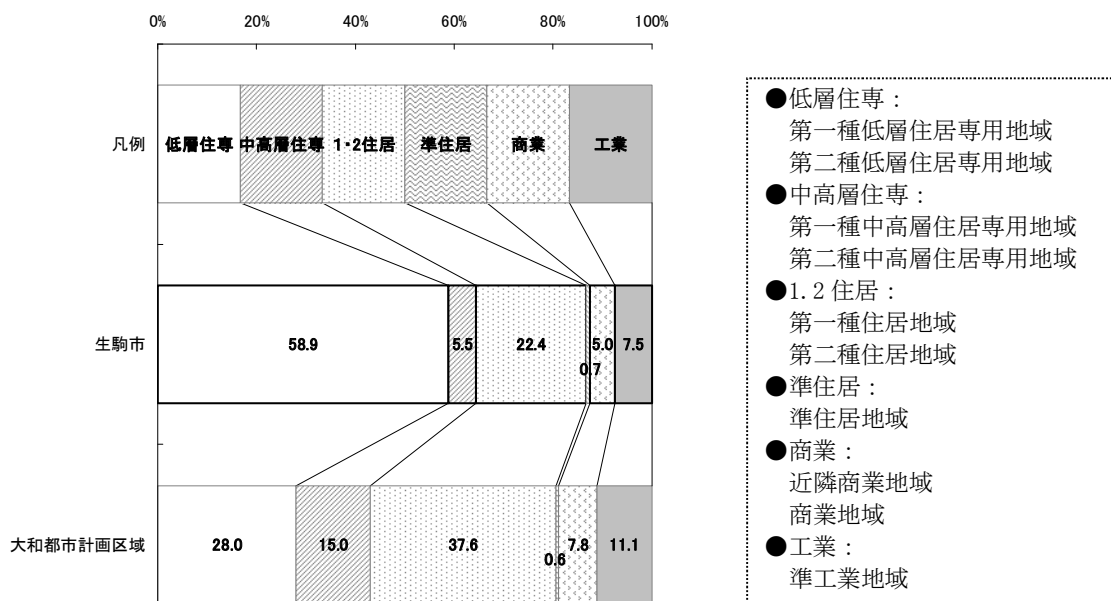 0% 20% 40% 60% 80% 100%
凡例 低層住専 中高層住専 1・2住居 準住居 商業 工業
生駒市 58.9 5.5 22.4 0.7 5.0 7.5
大和都市計画区域 28.0 15.0 37.6 0.6 7.8 11.1
●低層住専：
第一種低層住居専用地域
第二種低層住居専用地域
●中高層住専：
第一種中高層住居専用地域
第二種中高層住居専用地域
●1.2 住居：
第一種住居地域
第二種住居地域
●準住居：
準住居地域
●商業：
近隣商業地域
商業地域
●工業：
準工業地域